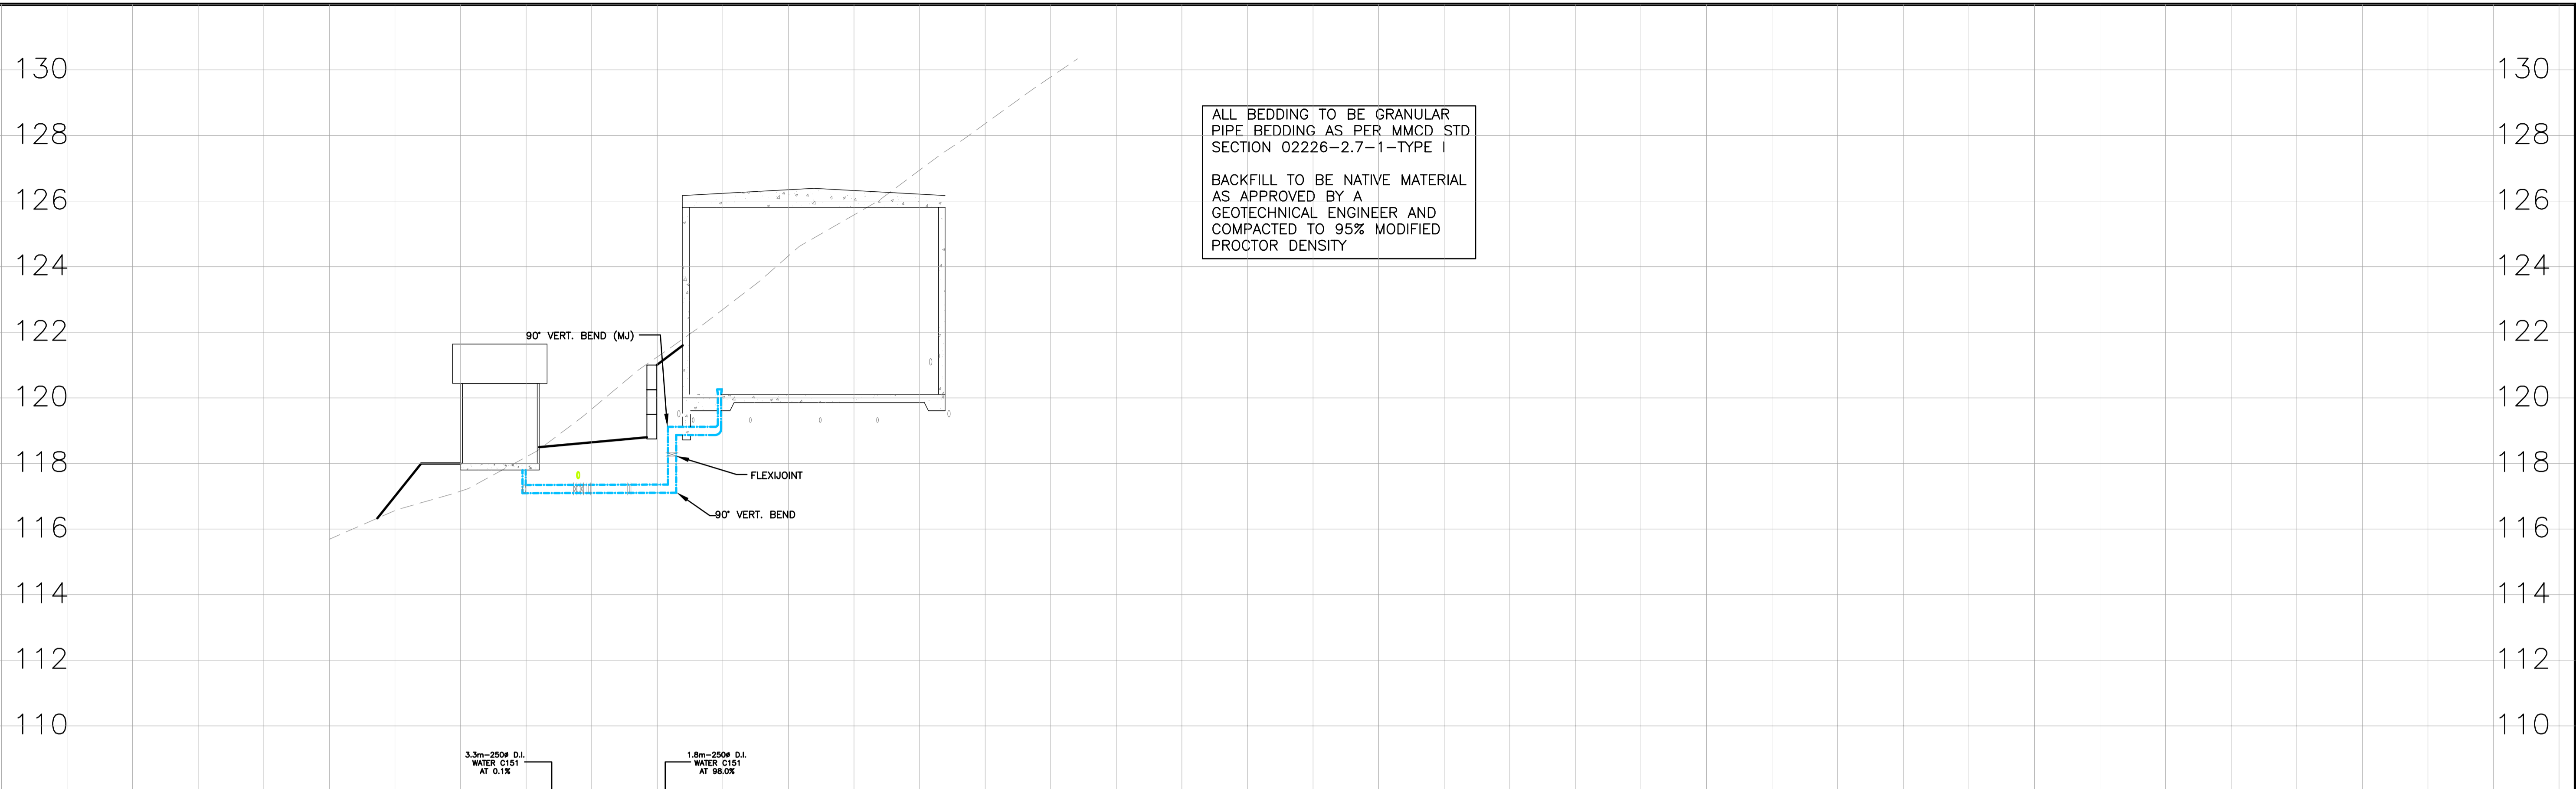 130
130
ALL BEDDING TO BE GRANULAR
PIPE BEDDING AS PER MMCD STD
SECTION 02226-2.7-1-TYPE I
128
128
BACKFILL TO BE NATIVE MATERIAL
AS APPROVED BY A
GEOTECHNICAL ENGINEER AND
COMPACTED TO 95% MODIFIED
PROCTOR DENSITY
126
126
124
124
122
122
90° VERT. BEND (MJ)
120
120
118
118
FLEXIJOINT
90° VERT. BEND
116
116
114
114
112
112
110
110
3.3m-250ø D.I.
WATER C151
AT 0.1%
1.8m-250ø D.I.
WATER C151
AT 98.0%